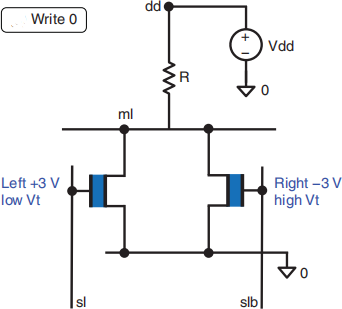 Write 0
dd
+
−
Vdd
R
0
ml
Left +3 V
low Vt
Right −3 V
high Vt
0
sl
slb